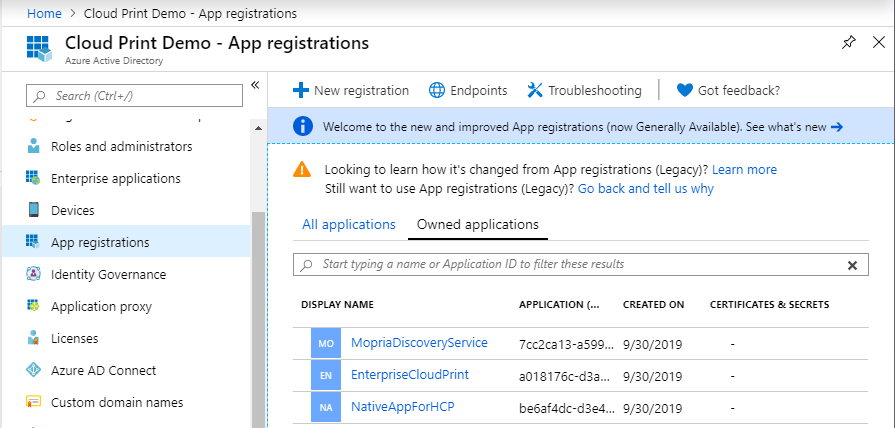 Home > Cloud Print Demo - App registrations
Cloud Print Demo - App registrations
Azure Active Directory
Search (Ctrl+/)
Roles and administrators
Enterprise applications
Devices
App registrations
Identity Governance
Application proxy
Licenses
Azure AD Connect
Custom domain names
New registration Endpoints Troubleshooting Got feedback?
Welcome to the new and improved App registrations (now Generally Available). See what's new →
Looking to learn how it's changed from App registrations (Legacy)? Learn more
Still want to use App registrations (Legacy)? Go back and tell us why
All applications Owned applications
Start typing a name or Application ID to filter these results
DISPLAY NAME APPLICATION (... CREATED ON CERTIFICATES & SECRETS
MO MopriaDiscoveryService 7cc2ca13-a599... 9/30/2019 -
EN EnterpriseCloudPrint a018176c-d3a... 9/30/2019 -
NA NativeAppForHCP be6af4dc-d3e4... 9/30/2019 -